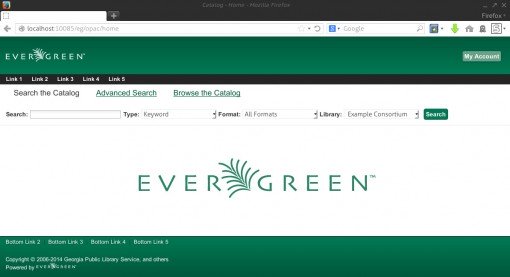 Catalog - Home - Mozilla Firefox
Firefox
localhost:10085/eg/opac/home
Google
EVERGREEN™
My Account
Link 1 Link 2 Link 3 Link 4 Link 5
Search the Catalog Advanced Search Browse the Catalog
Search: Type: Keyword Format: All Formats Library: Example Consortium Search
EVERGREEN™
Bottom Link 2 Bottom Link 3 Bottom Link 4 Bottom Link 5
Copyright © 2006-2014 Georgia Public Library Service, and others
Powered by EVERGREEN